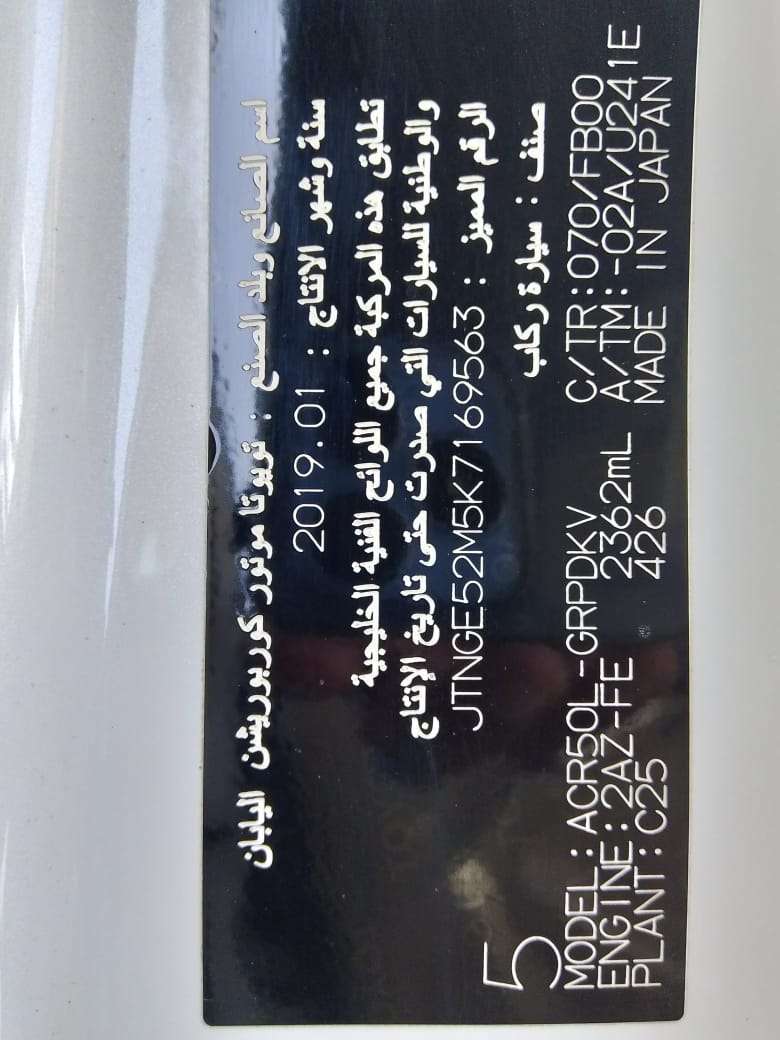 اسم الصانع وبلد الصنع : تويوتا موتور كوربوريشن اليابان
سنة وشهر الانتاج : 2019.01
تطابق هذه المركبة جميع اللوائح الفنية الخليجية
والوطنية للسيارات التي صدرت حتى تاريخ الإنتاج
الرقم المميز : JTNGE52M5K7169563
صنف : سيارة ركاب
5
MODEL:ACR50L-GRPDKV C/TR:070/FB00
ENGINE:2AZ-FE 2362mL A/TM:-02A/U241E
PLANT:C25 426 MADE IN JAPAN